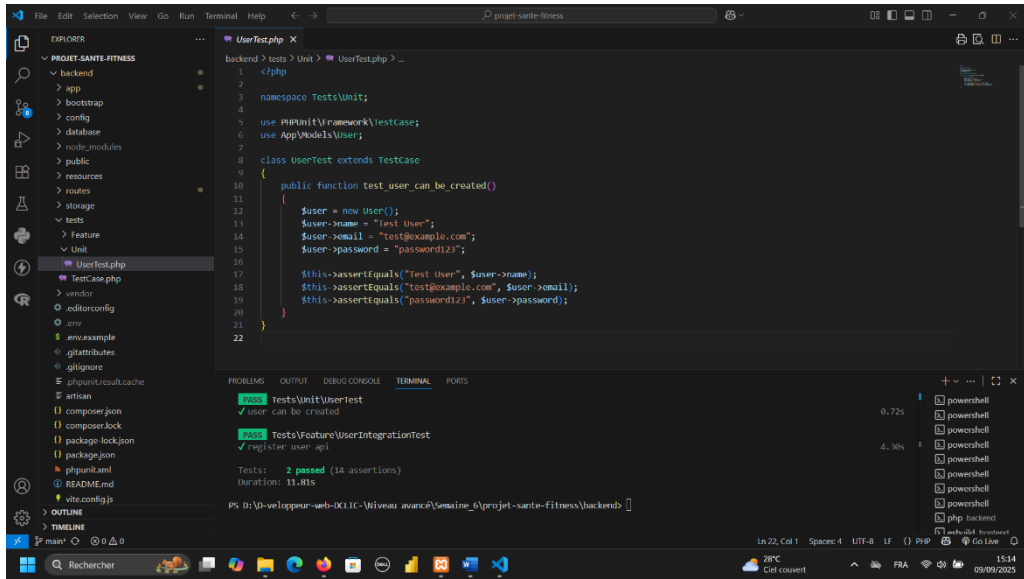 File Edit Selection View Go Run Terminal Help
projet-sante-fitness
EXPLORER
PROJET-SANTE-FITNESS
backend
app
bootstrap
config
database
node_modules
public
resources
routes
storage
tests
Feature
Unit
UserTest.php
TestCase.php
vendor
.editorconfig
.env
.env.example
.gitattributes
.gitignore
.phpunit.result.cache
artisan
composer.json
composer.lock
package-lock.json
package.json
phpunit.xml
README.md
vite.config.js
OUTLINE
TIMELINE
UserTest.php
backend > tests > Unit > UserTest.php > ...
1 <?php
2
3 namespace Tests\Unit;
4
5 use PHPUnit\Framework\TestCase;
6 use App\Models\User;
7
8 class UserTest extends TestCase
9 {
10 public function test_user_can_be_created()
11 {
12 $user = new User();
13 $user->name = "Test User";
14 $user->email = "test@example.com";
15 $user->password = "password123";
16
17 $this->assertEquals("Test User", $user->name);
18 $this->assertEquals("test@example.com", $user->email);
19 $this->assertEquals("password123", $user->password);
20 }
21 }
22
PROBLEMS OUTPUT DEBUG CONSOLE TERMINAL PORTS
PASS Tests\Unit\UserTest
✓ user can be created 0.72s
PASS Tests\Feature\UserIntegrationTest
✓ register user api 4.30s
Tests: 2 passed (14 assertions)
Duration: 11.81s
PS D:\D-veloppeur-web-DCLIC-\Niveau avancé\Semaine_6\projet-sante-fitness\backend>
powershell
powershell
powershell
powershell
powershell
powershell
powershell
powershell
php backend
esbuild frontend
main* 0 0 Ln 22, Col 1 Spaces: 4 UTF-8 LF {} PHP Go Live
Rechercher
DELL
28°C
Ciel couvert
FRA
15:14
09/09/2025